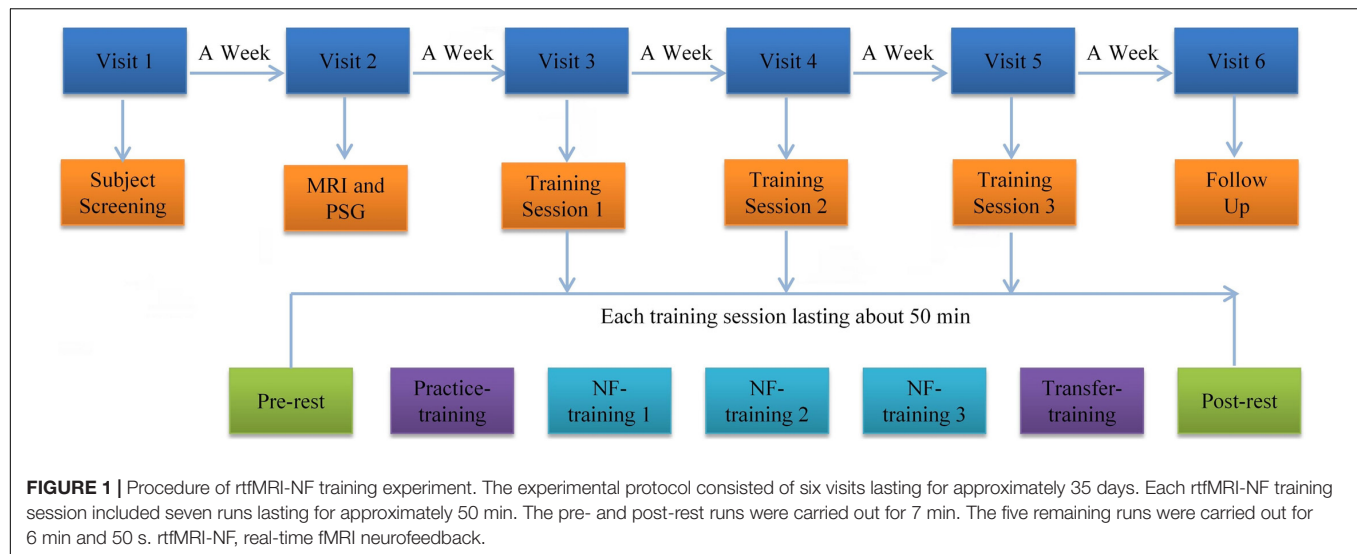 Visit 1 A Week Visit 2 A Week Visit 3 A Week Visit 4 A Week Visit 5 A Week Visit 6
Subject
Screening
MRI and
PSG
Training
Session 1
Training
Session 2
Training
Session 3
Follow
Up
Each training session lasting about 50 min
Pre-rest
Practice-
training
NF-
training 1
NF-
training 2
NF-
training 3
Transfer-
training
Post-rest
FIGURE 1 | Procedure of rtfMRI-NF training experiment. The experimental protocol consisted of six visits lasting for approximately 35 days. Each rtfMRI-NF training
session included seven runs lasting for approximately 50 min. The pre- and post-rest runs were carried out for 7 min. The five remaining runs were carried out for
6 min and 50 s. rtfMRI-NF, real-time fMRI neurofeedback.